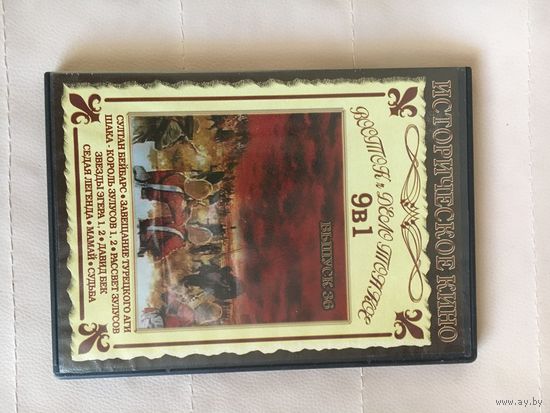 ИСТОРИЧЕСКОЕ КИНО
ВОСТОК - ДЕЛО ТОНКОЕ
9в1
ВЫПУСК 36
СУЛТАН БЕЙБАРС • ЗАВЕЩАНИЕ ТУРЕЦКОГО АГИ
ШАКА - КОРОЛЬ ЗУЛУСОВ 1, 2 • РАССВЕТ ЗУЛУСОВ
ЗВЕЗДЫ ЭГЕРА 1, 2 • ДАВИД БЕК
СЕДАЯ ЛЕГЕНДА • МАМАЙ • СУДЬБА
www.ay.by